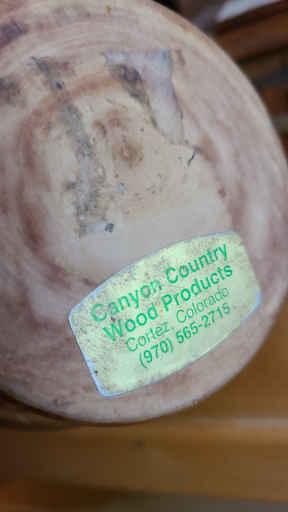 Canyon Country
Wood Products
Cortez, Colorado
(970) 565-2715